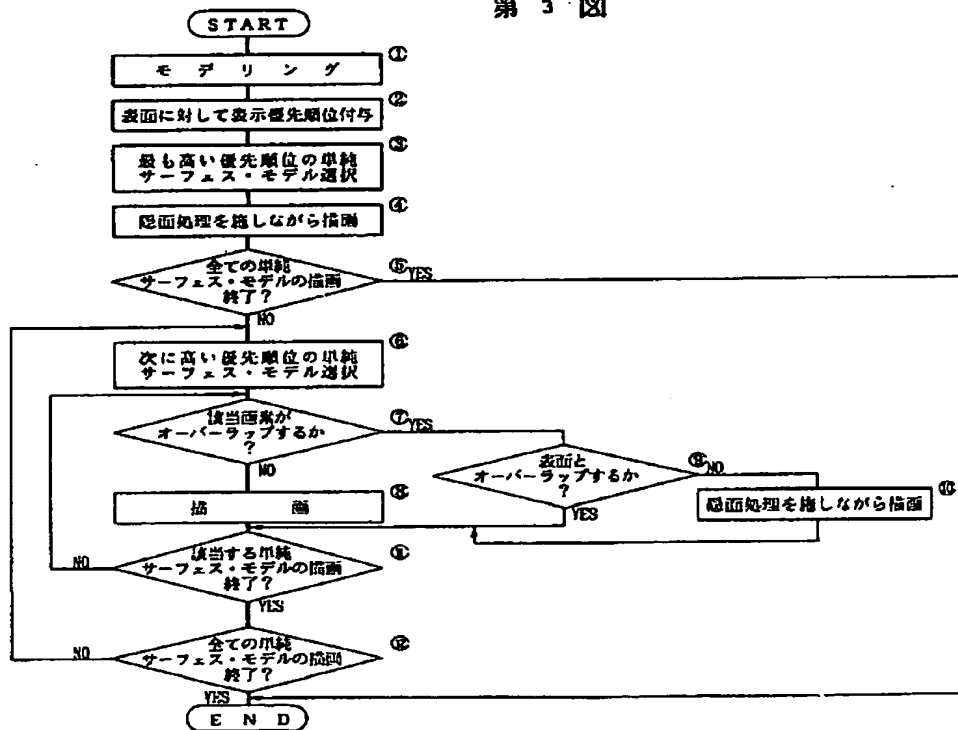 第 3 図
START
①
モ デ リ ン グ
②
表面に対して表示優先順位付与
③
最も高い優先順位の単純
サーフェス・モデル選択
④
隠面処理を施しながら描画
⑤
全ての単純
サーフェス・モデルの描画
終了?
YES
NO
⑥
次に高い優先順位の単純
サーフェス・モデル選択
⑦
該当画素が
オーバーラップするか
?
YES
NO
⑧
描 画
⑨
表面と
オーバーラップするか
?
NO
YES
⑩
隠面処理を施しながら描画
⑪
該当する単純
サーフェス・モデルの描画
終了?
NO
YES
⑫
全ての単純
サーフェス・モデルの描画
終了?
NO
YES
E N D